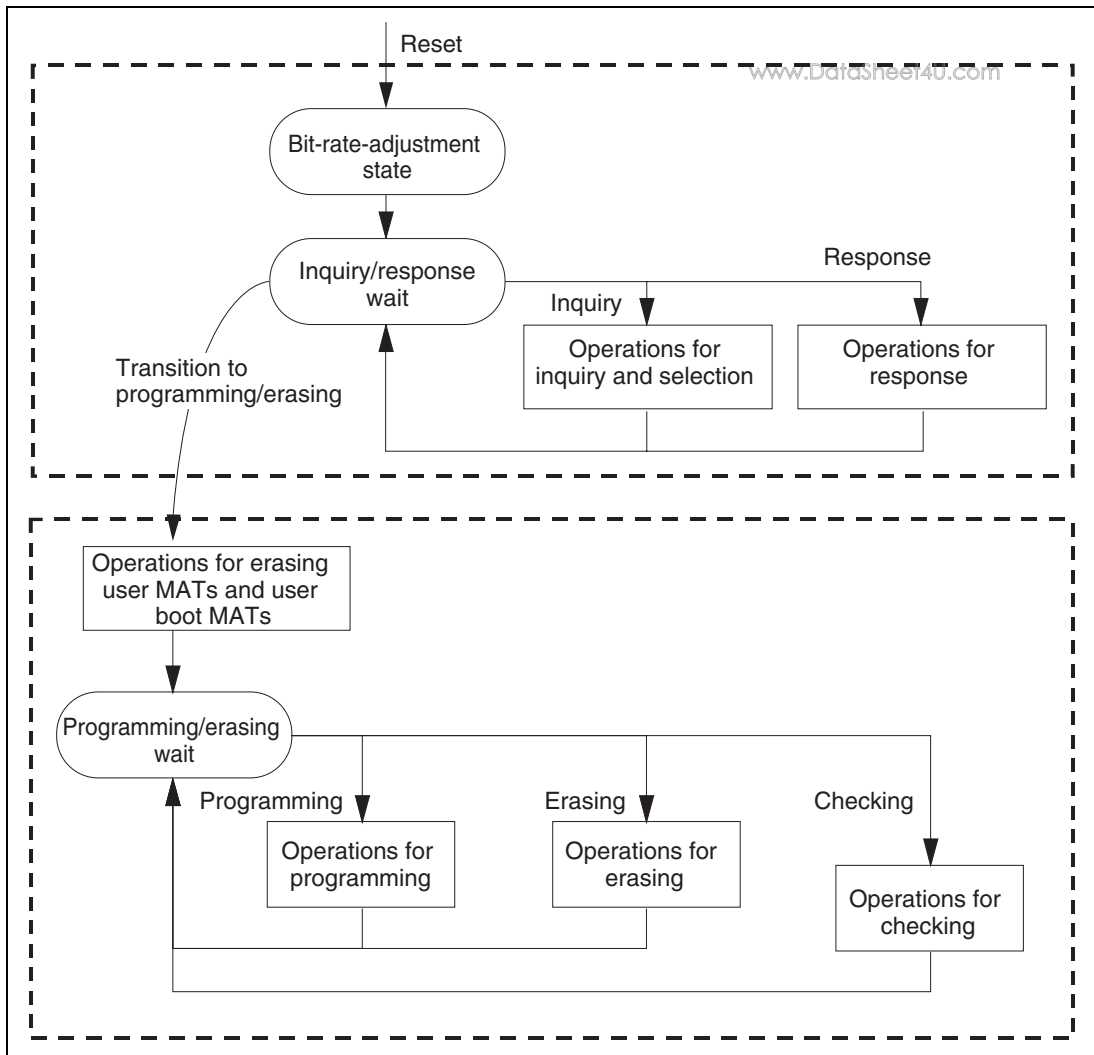 Reset
www.DataSheet4U.com
Bit-rate-adjustment
state
Inquiry/response
wait
Response
Inquiry
Operations for
inquiry and selection
Operations for
response
Transition to
programming/erasing
Operations for erasing
user MATs and user
boot MATs
Programming/erasing
wait
Programming
Erasing
Checking
Operations for
programming
Operations for
erasing
Operations for
checking